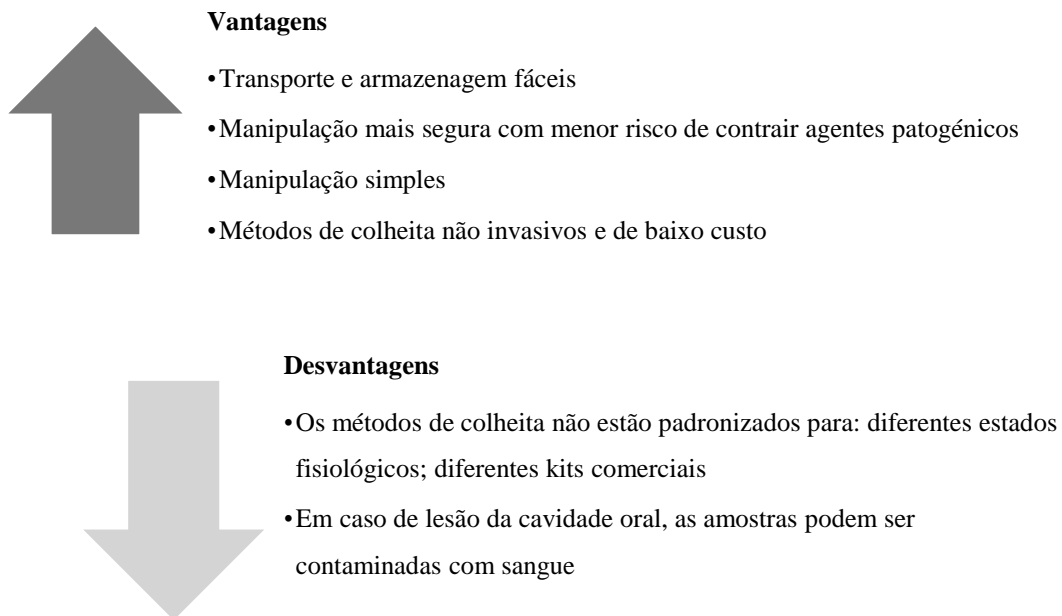 Vantagens
•Transporte e armazenagem fáceis
•Manipulação mais segura com menor risco de contrair agentes patogénicos
•Manipulação simples
•Métodos de colheita não invasivos e de baixo custo
Desvantagens
•Os métodos de colheita não estão padronizados para: diferentes estados
fisiológicos; diferentes kits comerciais
•Em caso de lesão da cavidade oral, as amostras podem ser
contaminadas com sangue